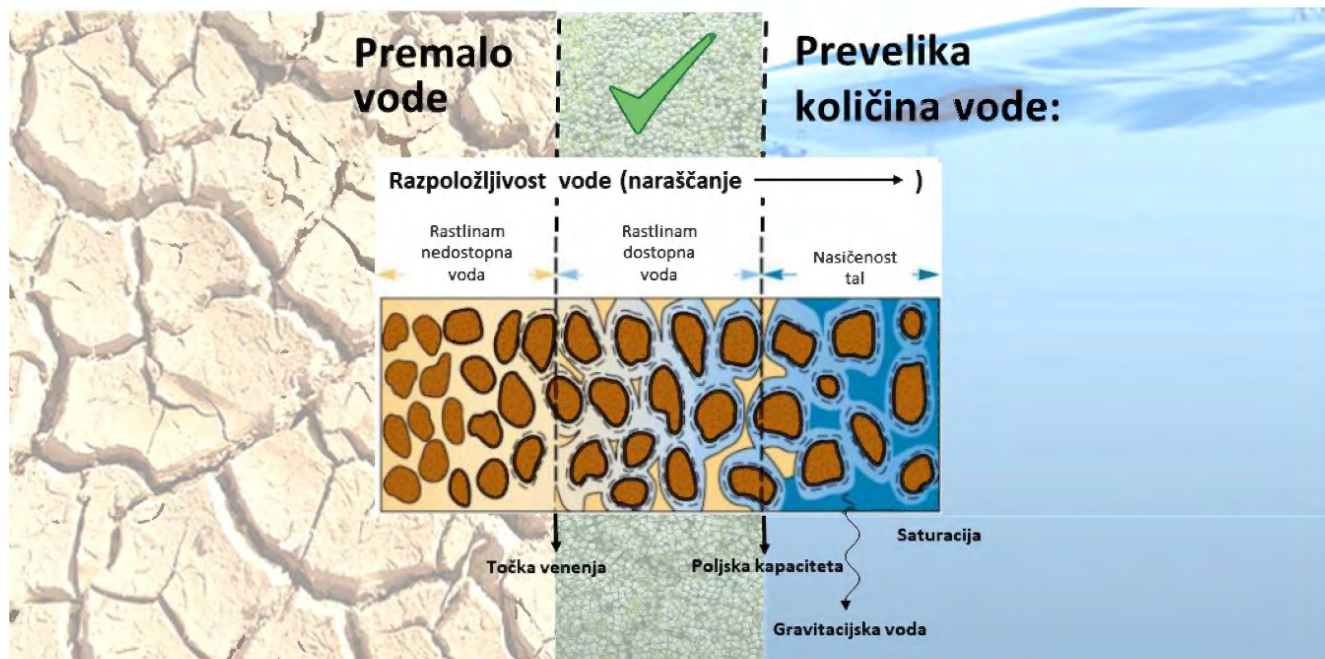 Premalo
vode
Prevelika
količina vode:
Razpoložljivost vode (naraščanje )
Rastlinam
nedostopna
voda
Rastlinam
dostopna
voda
Nasičenost
tal
Točka venenja
Poljska kapaciteta
Saturacija
Gravitacijska voda